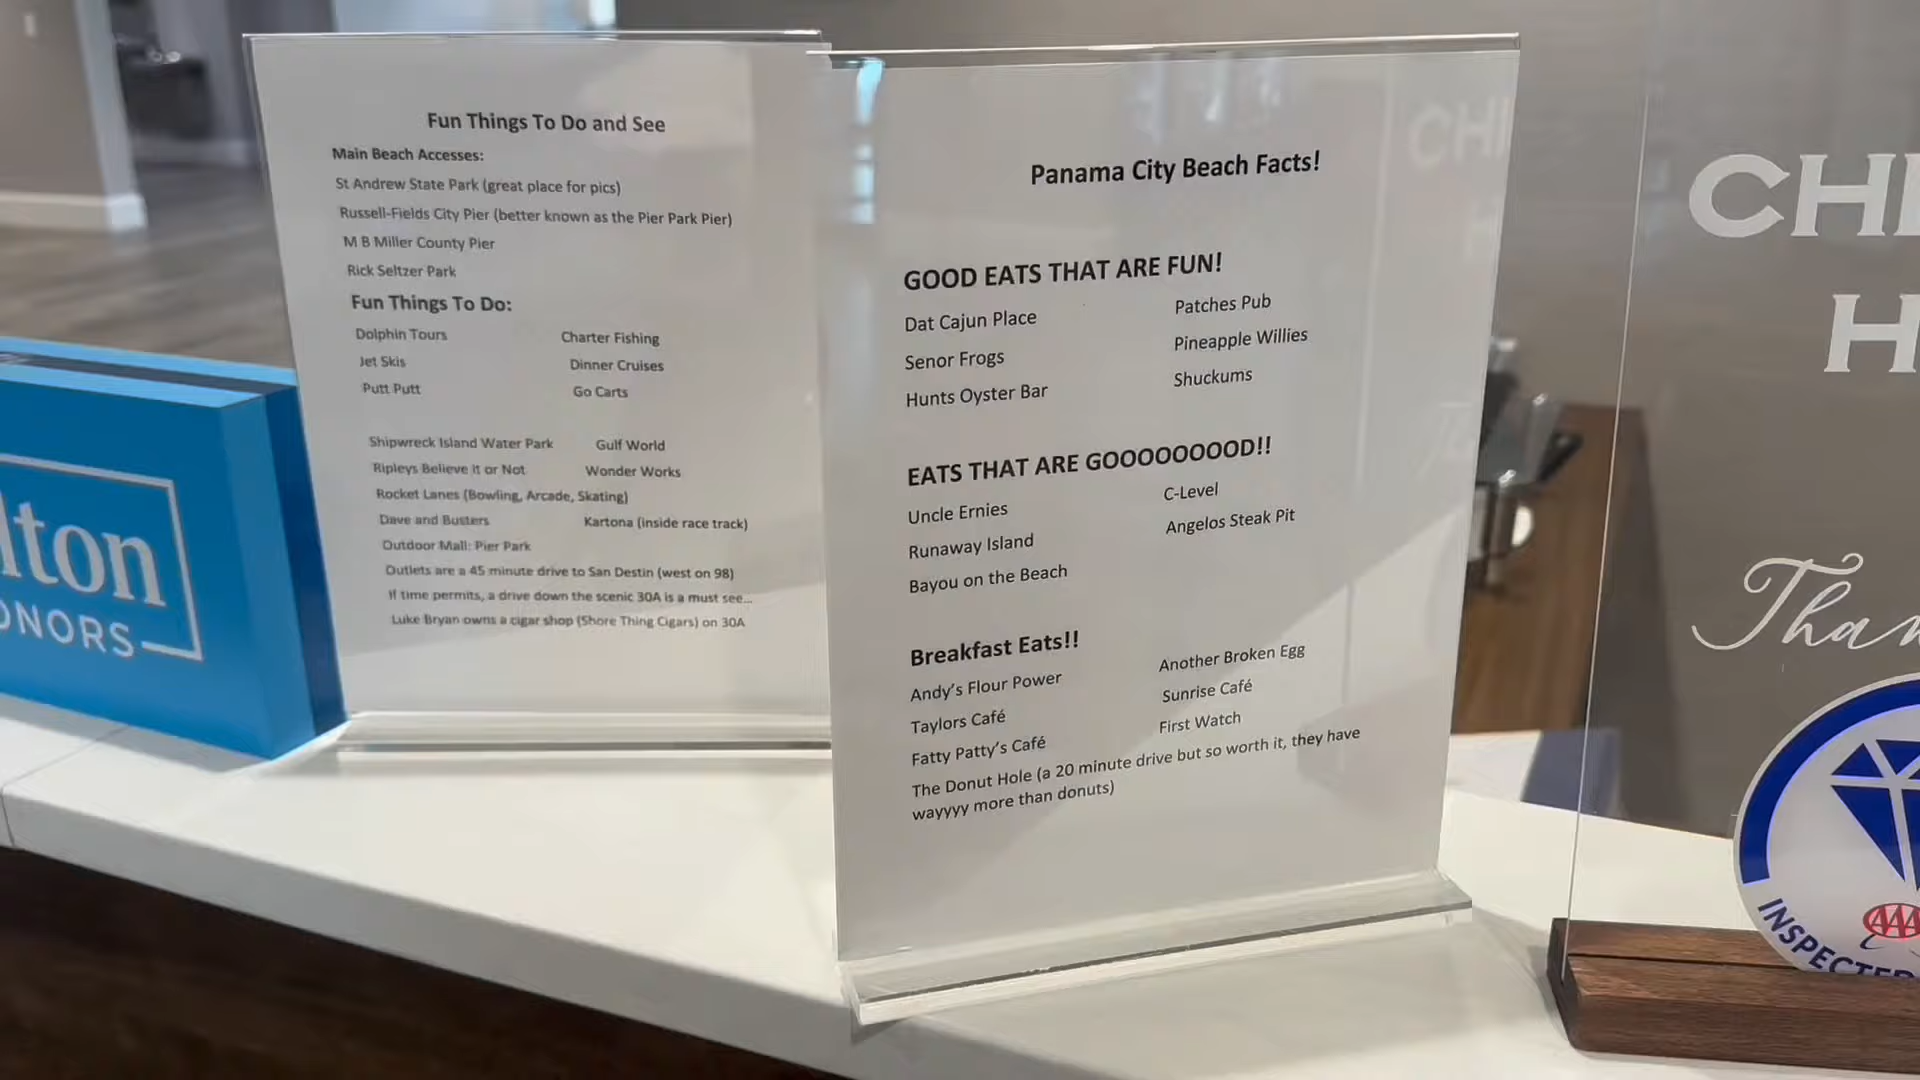 Fun Things To Do and See
Main Beach Accesses:
St Andrew State Park (great place for pics)
Russell-Fields City Pier (better known as the Pier Park Pier)
M B Miller County Pier
Rick Seltzer Park
Fun Things To Do:
Dolphin Tours Charter Fishing
Jet Skis Dinner Cruises
Putt Putt Go Carts
Shipwreck Island Water Park Gulf World
Ripleys Believe it or Not Wonder Works
Rocket Lanes (Bowling, Arcade, Skating)
Dave and Busters Kartona (inside race track)
Outdoor Mall: Pier Park
Outlets are a 45 minute drive to San Destin (west on 98)
If time permits, a drive down the scenic 30A is a must see...
Luke Bryan owns a cigar shop (Shore Thing Cigars) on 30A
Panama City Beach Facts!
GOOD EATS THAT ARE FUN!
Dat Cajun Place Patches Pub
Senor Frogs Pineapple Willies
Hunts Oyster Bar Shuckums
EATS THAT ARE GOOOOOOOOD!!
Uncle Ernies C-Level
Runaway Island Angelos Steak Pit
Bayou on the Beach
Breakfast Eats!!
Andy's Flour Power Another Broken Egg
Taylors Café Sunrise Café
Fatty Patty's Café First Watch
The Donut Hole (a 20 minute drive but so worth it, they have
wayyyy more than donuts)
lton
ONORS
CH
H
Than
AAA
INSPECTED